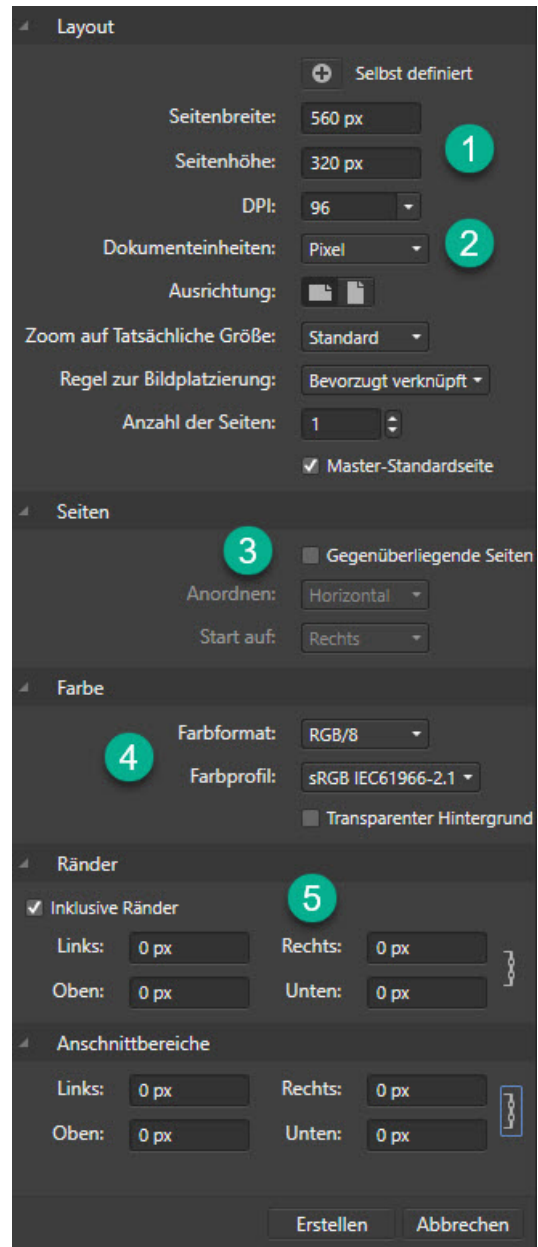 Layout
Selbst definiert
Seitenbreite: 560 px
1
Seitenhöhe: 320 px
DPI: 96
Dokumenteinheiten: Pixel 2
Ausrichtung:
Zoom auf Tatsächliche Größe: Standard
Regel zur Bildplatzierung: Bevorzugt verknüpft
Anzahl der Seiten: 1
Master-Standardseite
Seiten
3 Gegenüberliegende Seiten
Anordnen: Horizontal
Start auf: Rechts
Farbe
Farbformat: RGB/8
4
Farbprofil: sRGB IEC61966-2.1
Transparenter Hintergrund
Ränder
Inklusive Ränder 5
Links: 0 px Rechts: 0 px
Oben: 0 px Unten: 0 px
Anschnittbereiche
Links: 0 px Rechts: 0 px
Oben: 0 px Unten: 0 px
Erstellen Abbrechen